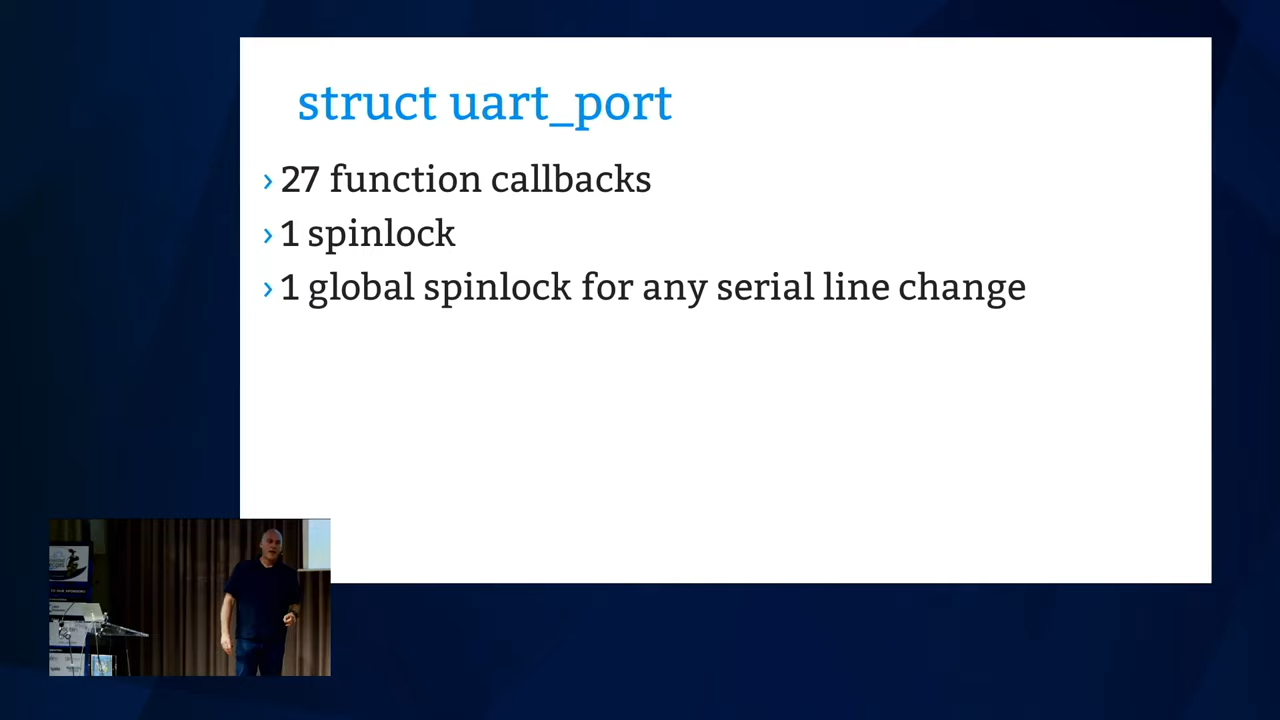 struct uart_port
› 27 function callbacks
› 1 spinlock
› 1 global spinlock for any serial line change